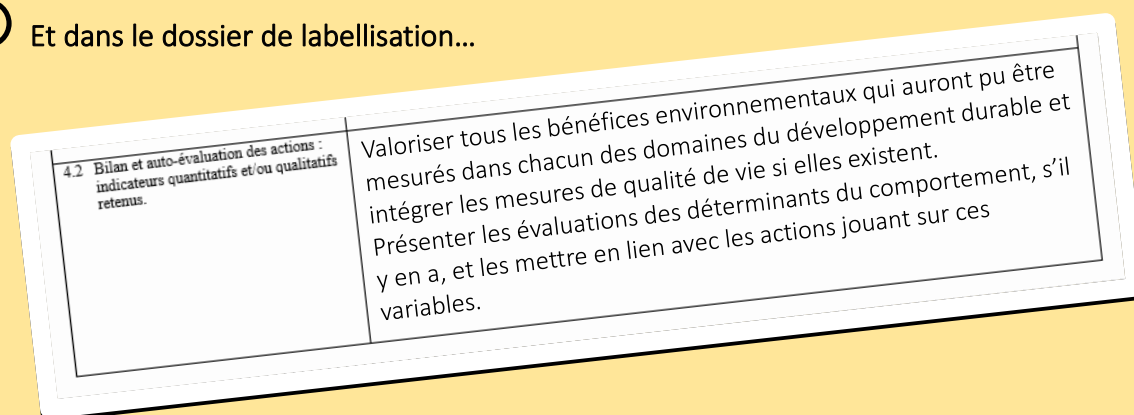 Et dans le dossier de labellisation...
4.2 Bilan et auto-évaluation des actions :
indicateurs quantitatifs et/ou qualitatifs
retenus.
Valoriser tous les bénéfices environnementaux qui auront pu être
mesurés dans chacun des domaines du développement durable et
intégrer les mesures de qualité de vie si elles existent.
Présenter les évaluations des déterminants du comportement, s’il
y en a, et les mettre en lien avec les actions jouant sur ces
variables.